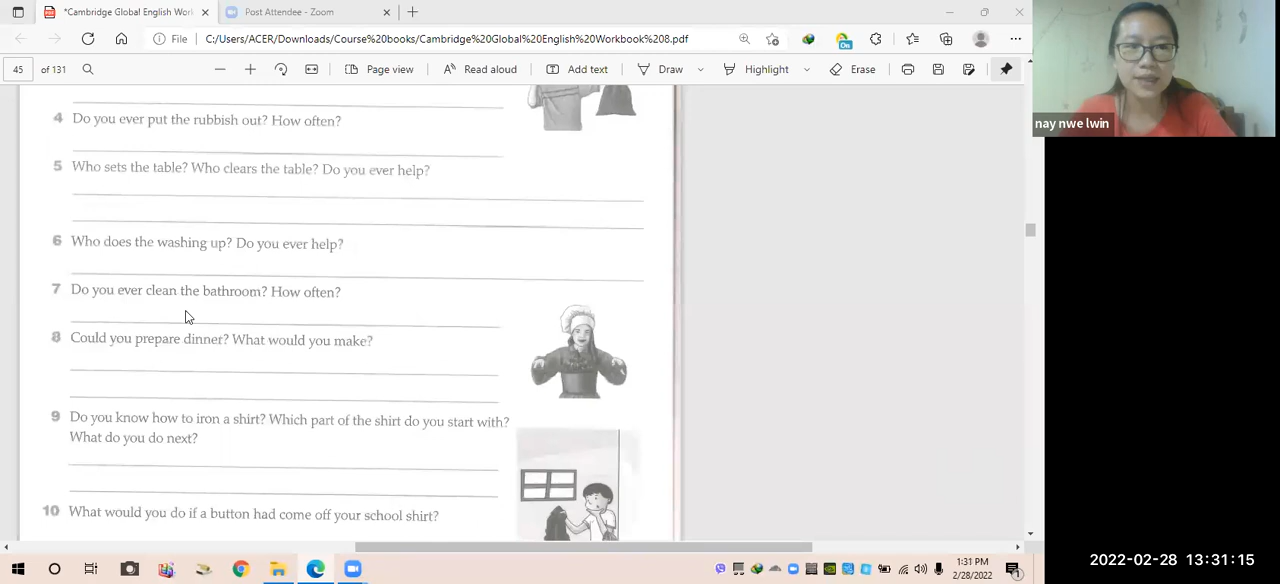 *Cambridge Global English Wor
Post Attendee - Zoom
File
C:/Users/ACER/Downloads/Course%20books/Cambridge%20Global%20English%20Workbook%208.pdf
45 of 131
Page view
Read aloud
Add text
Draw
Highlight
Erase
nay nwe lwin
4 Do you ever put the rubbish out? How often?
5 Who sets the table? Who clears the table? Do you ever help?
6 Who does the washing up? Do you ever help?
7 Do you ever clean the bathroom? How often?
8 Could you prepare dinner? What would you make?
9 Do you know how to iron a shirt? Which part of the shirt do you start with?
What do you do next?
10 What would you do if a button had come off your school shirt?
On
1:31 PM
2/28/2022
2022-02-28 13:31:15